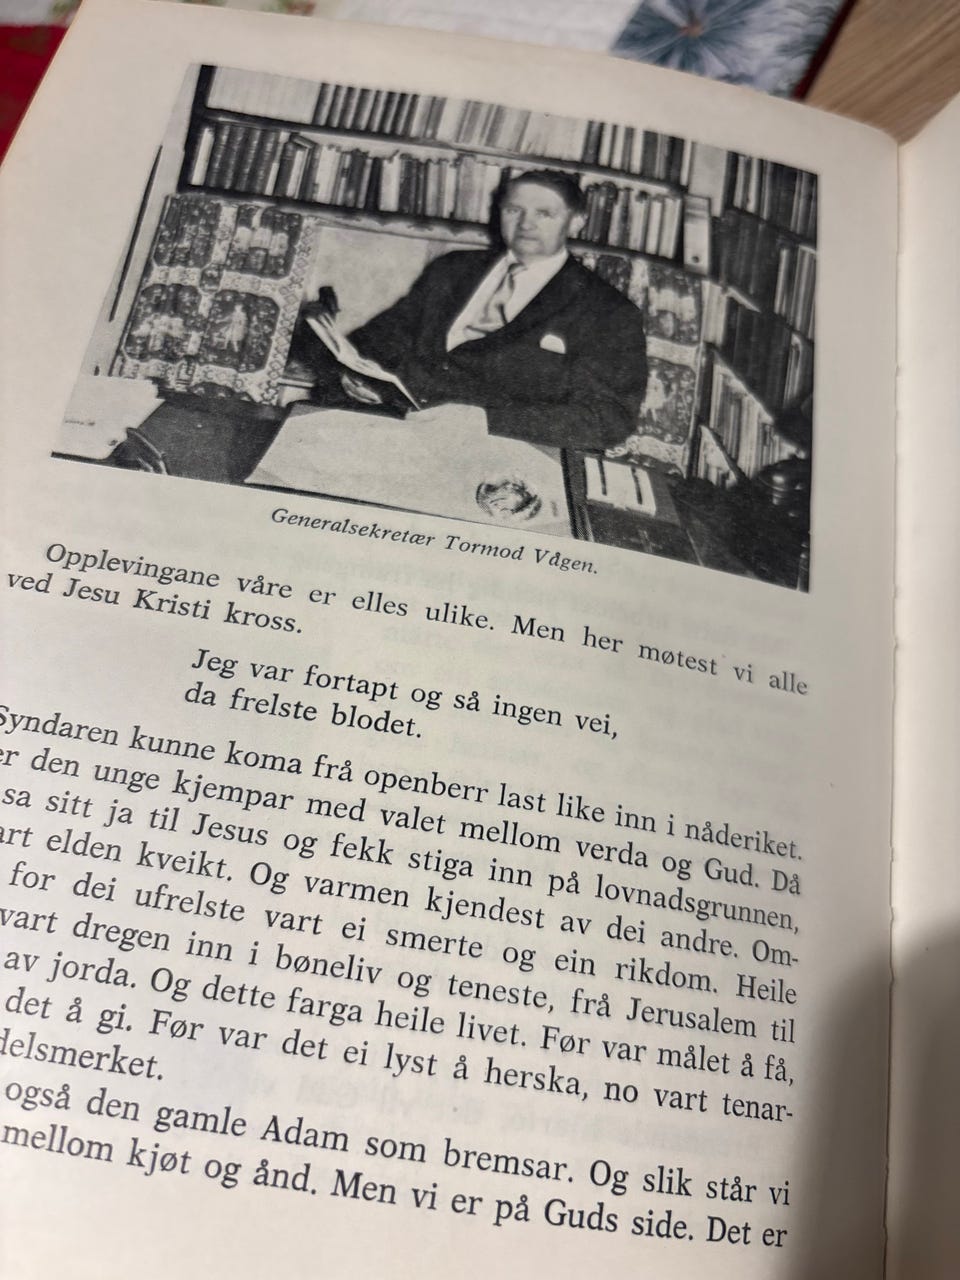 Generalsekretær Tormod Vågen.
Opplevingane våre er elles ulike. Men her møtest vi alle
ved Jesu Kristi kross.
Jeg var fortapt og så ingen vei,
da frelste blodet.
Syndaren kunne koma frå openberr last like inn i nåderiket.
den unge kjempar med valet mellom verda og Gud. Då
sa sitt ja til Jesus og fekk stiga inn på lovnadsgrunnen,
elden kveikt. Og varmen kjendest av dei andre. Om-
for dei ufrelste vart ei smerte og ein rikdom. Heile
vart dregen inn i bøneliv og teneste, frå Jerusalem til
av jorda. Og dette farga heile livet. Før var målet å få,
det å gi. Før var det ei lyst å herska, no vart tenar-
også den gamle Adam som bremsar. Og slik står vi
mellom kjøt og ånd. Men vi er på Guds side. Det er